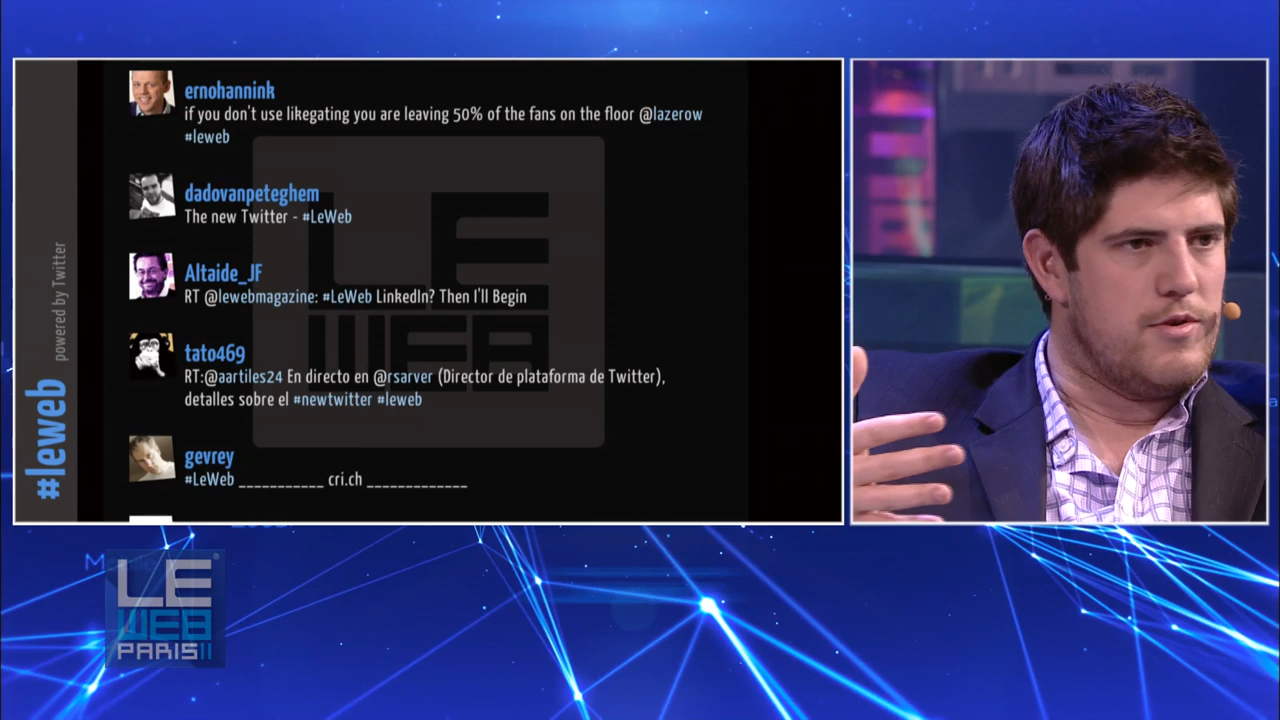 ernohannink
if you don't use likegating you are leaving 50% of the fans on the floor @lazerow
#leweb
dadovanpeteghem
The new Twitter - #LeWeb
Altaide_JF
RT @lewebmagazine: #LeWeb LinkedIn? Then I'll Begin
tato469
RT:@aartiles24 En directo en @rsarver (Director de plataforma de Twitter),
detalles sobre el #newtwitter #leweb
gevrey
#LeWeb ___________ cri.ch _____________
#leweb powered by Twitter
LE
WEB
LE
WEB
PARIS11